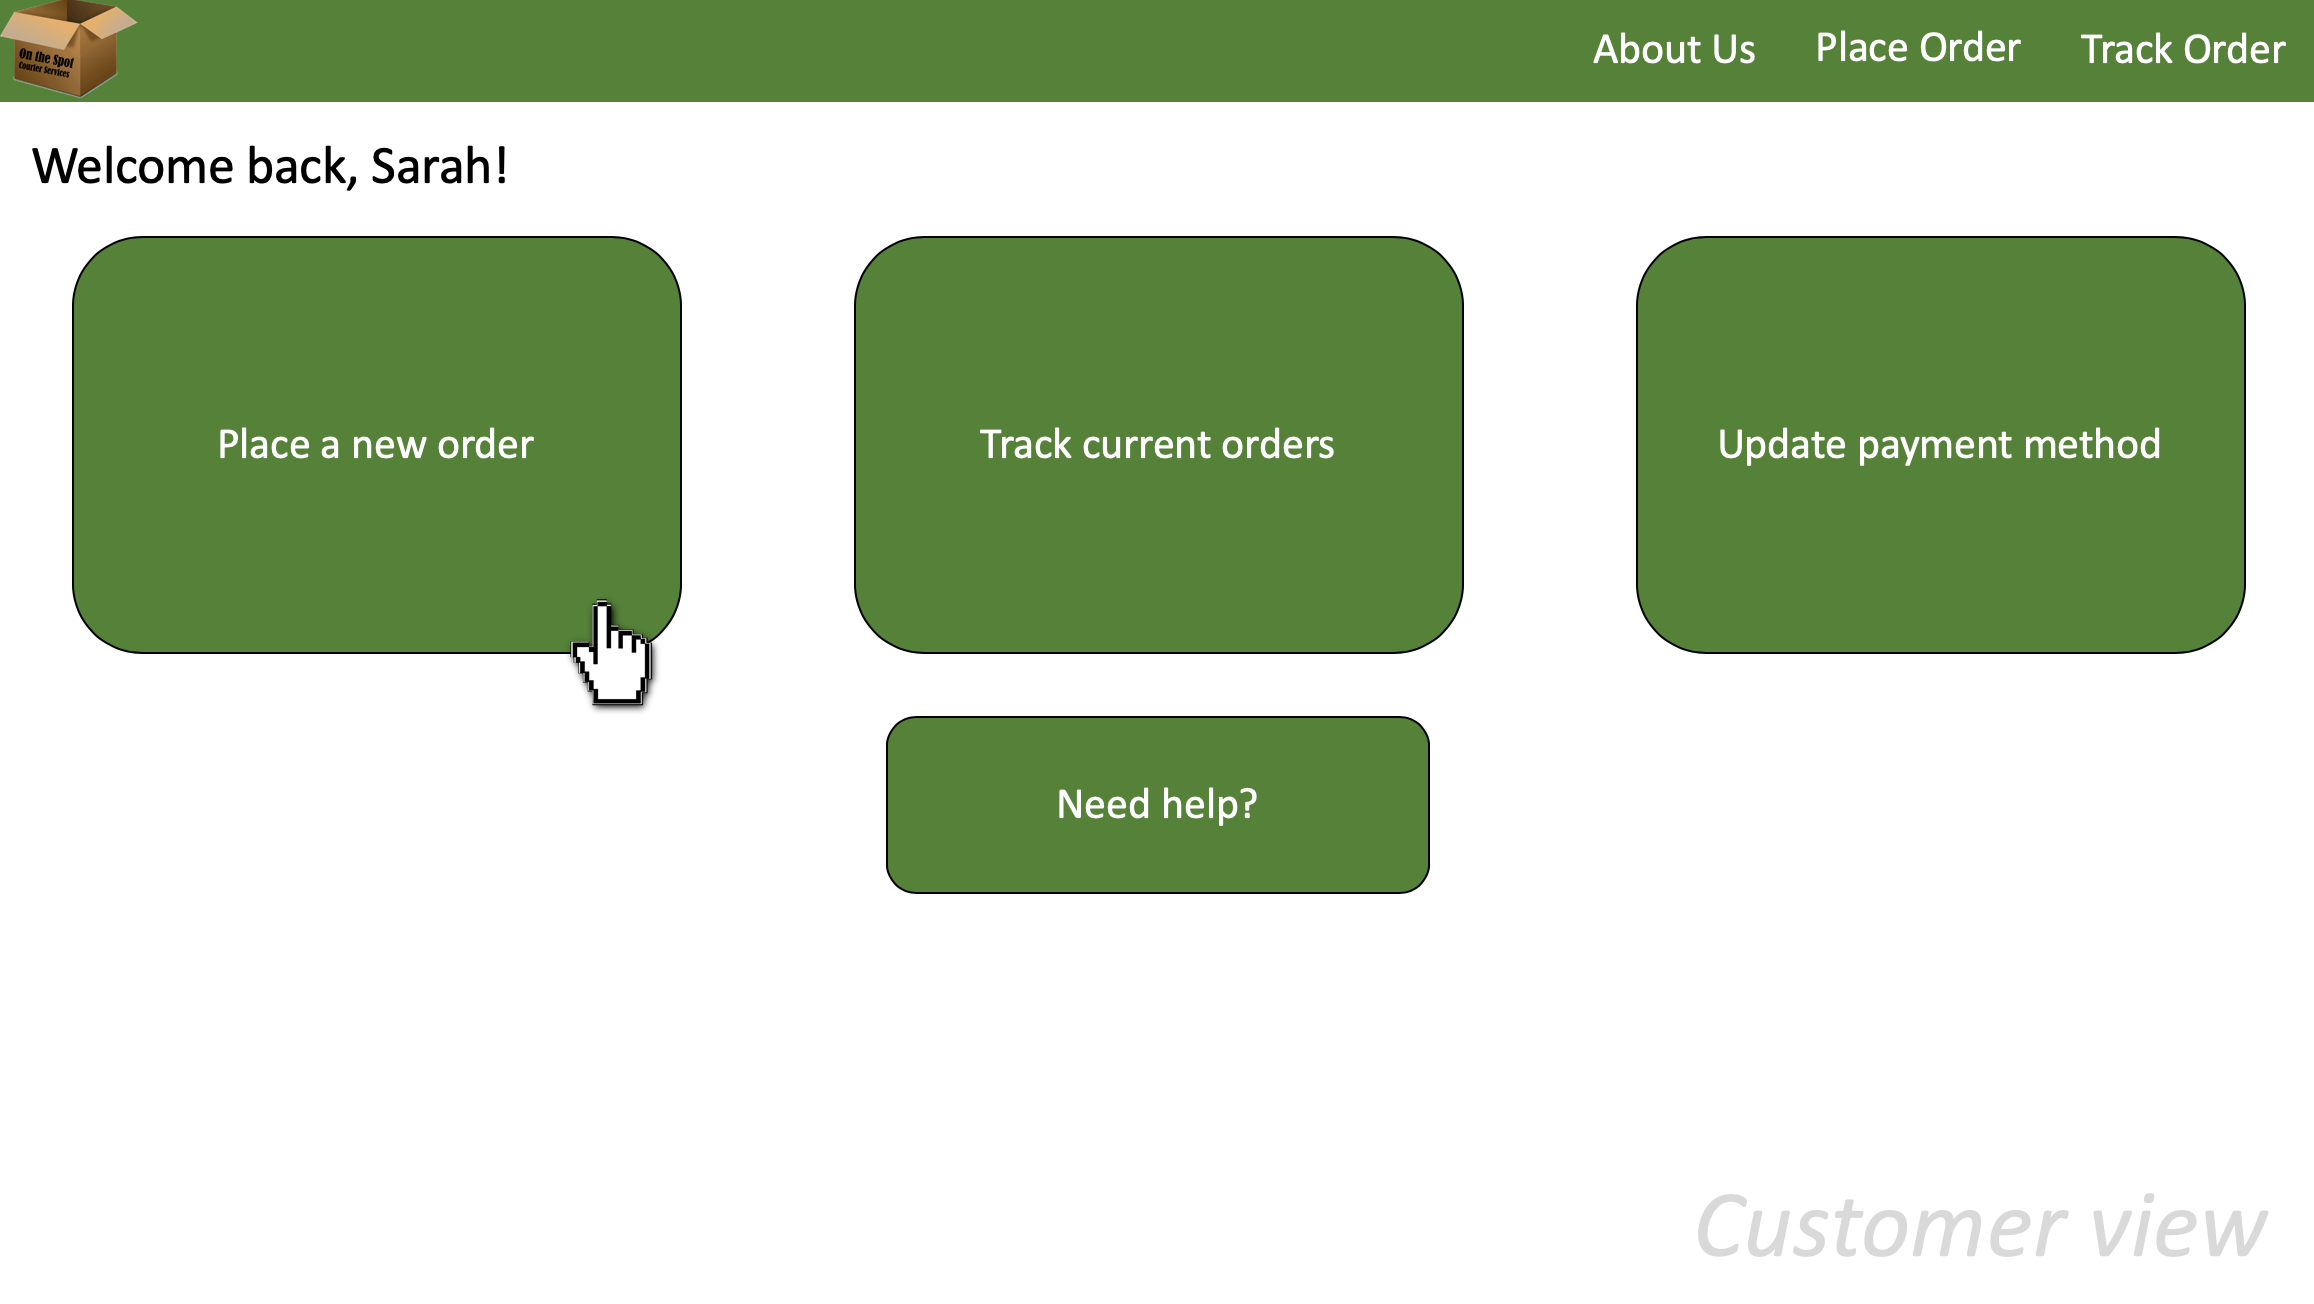 On the Spot
Courier Services
About Us
Place Order
Track Order
Welcome back, Sarah!
Place a new order
Track current orders
Update payment method
Need help?
Customer view